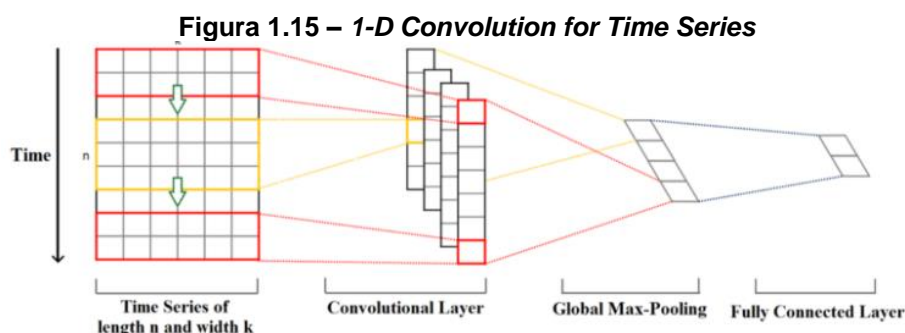 Figura 1.15 – 1-D Convolution for Time Series
Time
n
Time Series of
length n and width k
Convolutional Layer
Global Max-Pooling
Fully Connected Layer